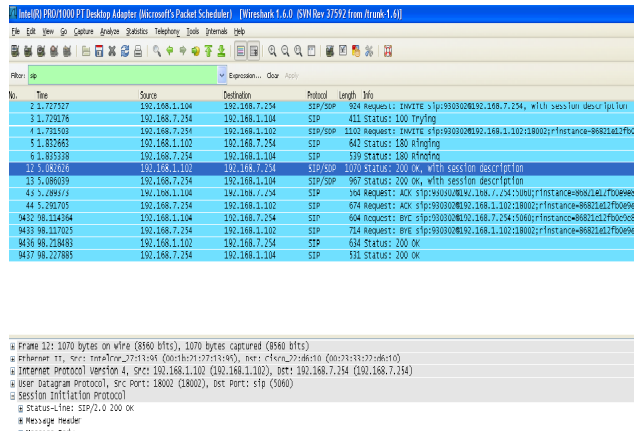 Intel(R) PRO/1000 PT Desktop Adapter (Microsoft's Packet Scheduler) [Wireshark 1.6.0 (SVN Rev 37592 from /trunk-1.6)]
File Edit View Go Capture Analyze Statistics Telephony Tools Internals Help
Filter: sip Expression... Clear Apply
No. Time Source Destination Protocol Length Info
2 1.727527 192.168.1.104 192.168.7.254 SIP/SDP 924 Request: INVITE sip:930302@192.168.7.254, with session description
3 1.729176 192.168.7.254 192.168.1.104 SIP 411 Status: 100 Trying
4 1.731503 192.168.7.254 192.168.1.102 SIP/SDP 1102 Request: INVITE sip:930302@192.168.1.102:18002;rinstance=86821e12fb0
5 1.832663 192.168.1.102 192.168.7.254 SIP 642 Status: 180 Ringing
6 1.835338 192.168.7.254 192.168.1.104 SIP 539 Status: 180 Ringing
12 5.082626 192.168.1.102 192.168.7.254 SIP/SDP 1070 Status: 200 OK, with session description
13 5.086039 192.168.7.254 192.168.1.104 SIP/SDP 967 Status: 200 OK, with session description
43 5.289373 192.168.1.104 192.168.7.254 SIP 564 Request: ACK sip:930302@192.168.7.254:5060;rinstance=86821e12fb0e9e
44 5.291705 192.168.7.254 192.168.1.102 SIP 674 Request: ACK sip:930302@192.168.1.102:18002;rinstance=86821e12fb0e9e
9432 98.114364 192.168.1.104 192.168.7.254 SIP 604 Request: BYE sip:930302@192.168.7.254:5060;rinstance=86821e12fb0e9e
9433 98.117025 192.168.7.254 192.168.1.102 SIP 714 Request: BYE sip:930302@192.168.1.102:18002;rinstance=86821e12fb0e9e
9436 98.218483 192.168.1.102 192.168.7.254 SIP 634 Status: 200 OK
9437 98.227885 192.168.7.254 192.168.1.104 SIP 531 Status: 200 OK
Frame 12: 1070 bytes on wire (8560 bits), 1070 bytes captured (8560 bits)
Ethernet II, Src: IntelCor_27:13:95 (00:1b:21:27:13:95), Dst: Cisco_22:d6:10 (00:23:33:22:d6:10)
Internet Protocol Version 4, Src: 192.168.1.102 (192.168.1.102), Dst: 192.168.7.254 (192.168.7.254)
User Datagram Protocol, Src Port: 18002 (18002), Dst Port: sip (5060)
Session Initiation Protocol
Status-Line: SIP/2.0 200 OK
Message Header